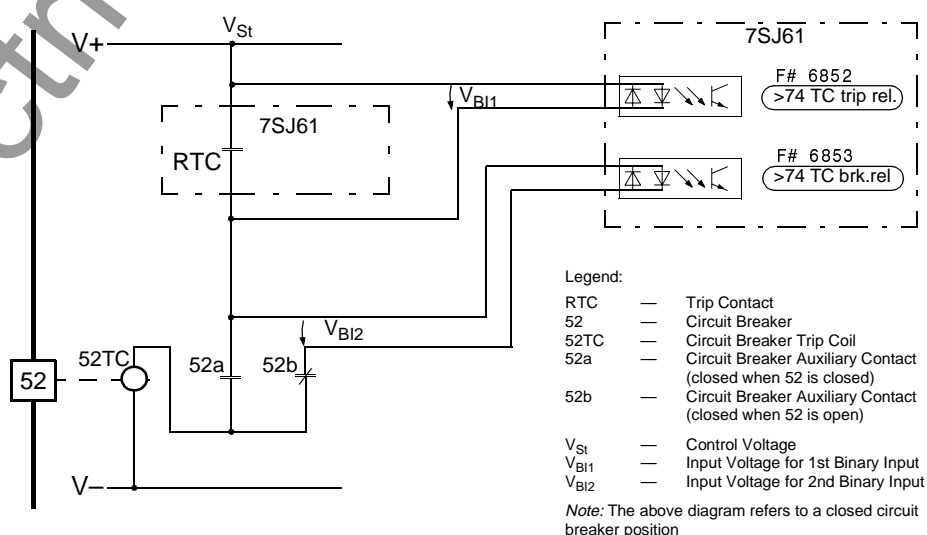 V_St
7SJ61
V+
F# 6852
>74 TC trip rel.
V_BI1
7SJ61
RTC
F# 6853
>74 TC brk.rel
Legend:
RTC — Trip Contact
52 — Circuit Breaker
52TC — Circuit Breaker Trip Coil
52a — Circuit Breaker Auxiliary Contact
(closed when 52 is closed)
52b — Circuit Breaker Auxiliary Contact
(closed when 52 is open)
V_St — Control Voltage
V_BI1 — Input Voltage for 1st Binary Input
V_BI2 — Input Voltage for 2nd Binary Input
Note: The above diagram refers to a closed circuit
breaker position
V_BI2
52TC
52a
52b
52
V–